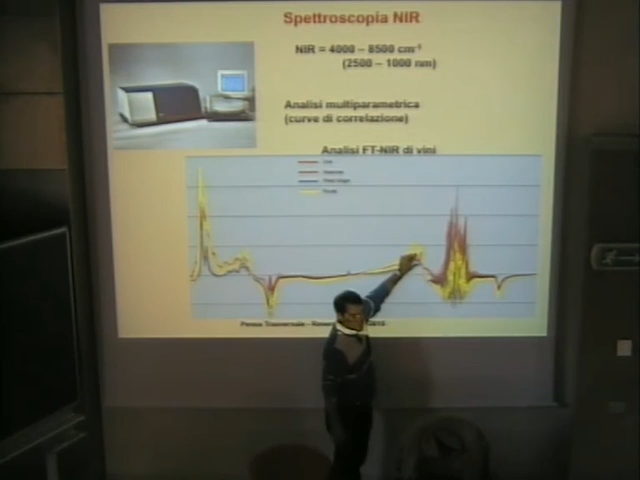 Spettroscopia NIR
NIR = 4000 – 8500 cm-1
(2500 – 1000 nm)
Analisi multiparametrica
(curve di correlazione)
Analisi FT-NIR di vini